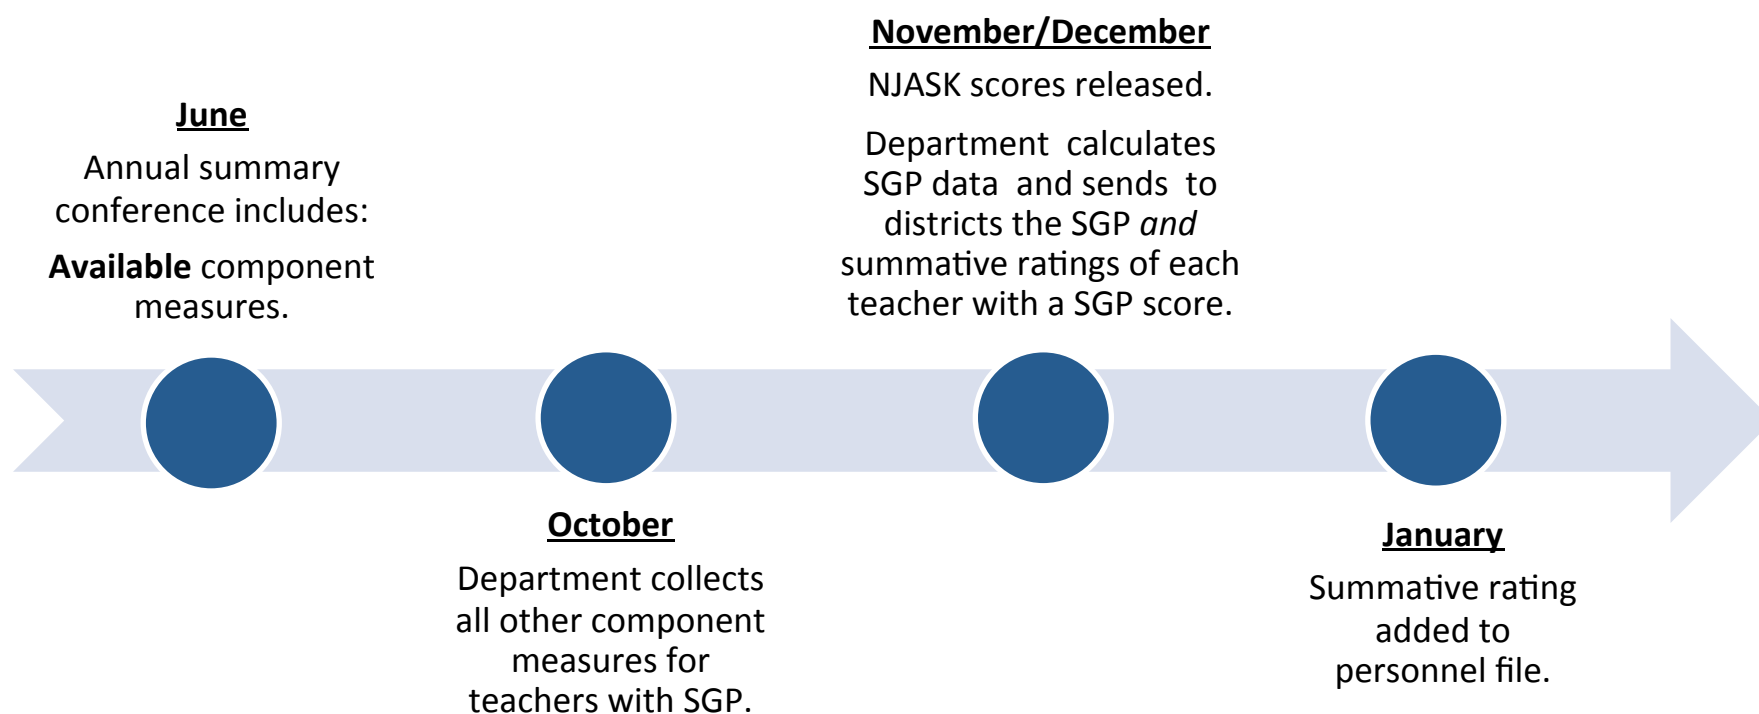 June
Annual summary
conference includes:
Available component
measures.
October
Department collects
all other component
measures for
teachers with SGP.
November/December
NJASK scores released.
Department calculates
SGP data and sends to
districts the SGP and
summative ratings of each
teacher with a SGP score.
January
Summative rating
added to
personnel file.